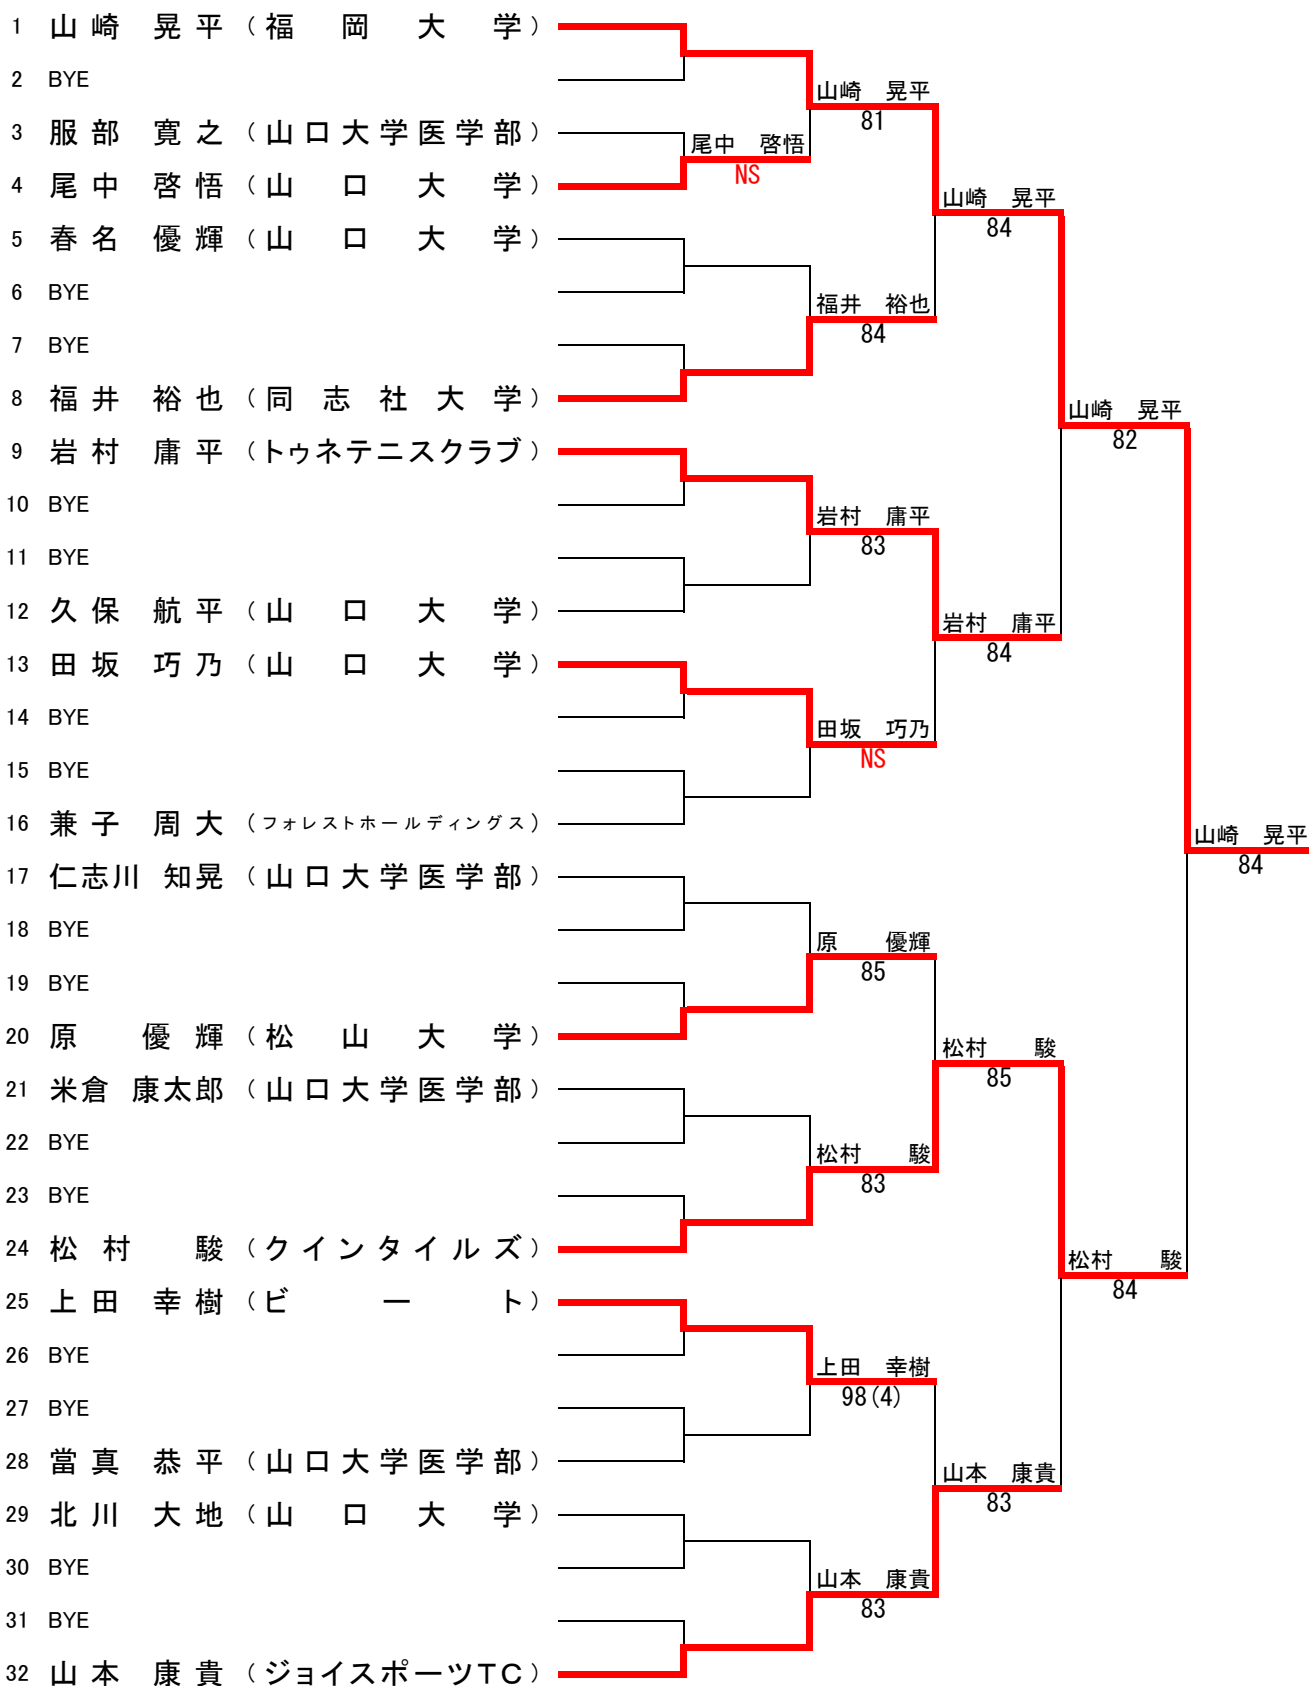 1 山崎 晃平 (福岡大学)
2 BYE
3 服部 寛之 (山口大学医学部)
4 尾中 啓悟 (山口大学)
5 春名 優輝 (山口大学)
6 BYE
7 BYE
8 福井 裕也 (同志社大学)
9 岩村 庸平 (トゥネテニスクラブ)
10 BYE
11 BYE
12 久保 航平 (山口大学)
13 田坂 巧乃 (山口大学)
14 BYE
15 BYE
16 兼子 周大 (フォレストホールディングス)
17 仁志川 知晃 (山口大学医学部)
18 BYE
19 BYE
20 原 優輝 (松山大学)
21 米倉 康太郎 (山口大学医学部)
22 BYE
23 BYE
24 松村 駿 (クインタイルズ)
25 上田 幸樹 (ビート)
26 BYE
27 BYE
28 當真 恭平 (山口大学医学部)
29 北川 大地 (山口大学)
30 BYE
31 BYE
32 山本 康貴 (ジョイスポーツTC)
尾中 啓悟
NS
山崎 晃平
81
福井 裕也
84
岩村 庸平
83
田坂 巧乃
NS
原 優輝
85
松村 駿
83
上田 幸樹
98(4)
山本 康貴
83
山崎 晃平
84
岩村 庸平
84
松村 駿
85
山本 康貴
83
山崎 晃平
82
松村 駿
84
山崎 晃平
84